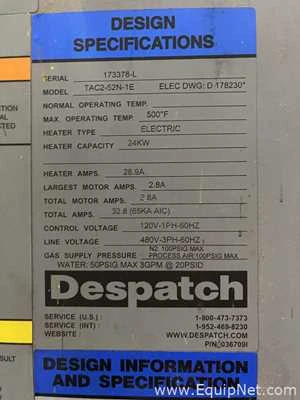 DESIGN
SPECIFICATIONS
SERIAL 173378-L
MODEL TAC2-52N-1E ELEC DWG: D 178230*
NORMAL OPERATING TEMP.
MAX. OPERATING TEMP. 500°F
HEATER TYPE ELECTRIC
HEATER CAPACITY 24KW
HEATER AMPS. 28.9A
LARGEST MOTOR AMPS. 2.8A
TOTAL MOTOR AMPS. 2.8A
TOTAL AMPS. 32.8 (65KA AIC)
CONTROL VOLTAGE 120V-1PH-60HZ
LINE VOLTAGE 480V-3PH-60HZ
GAS SUPPLY PRESSURE N2: 100PSIG MAX
PROCESS AIR:100PSIG MAX
WATER: 50PSIG MAX 3GPM @ 20PSID
Despatch
SERVICE (U.S.) : 1-800-473-7373
SERVICE (INT) : 1-952-469-8230
WEBSITE : WWW.DESPATCH.COM
P/N 036709I
DESIGN INFORMATION
AND SPECIFICATION
Copyright EquipNet.com